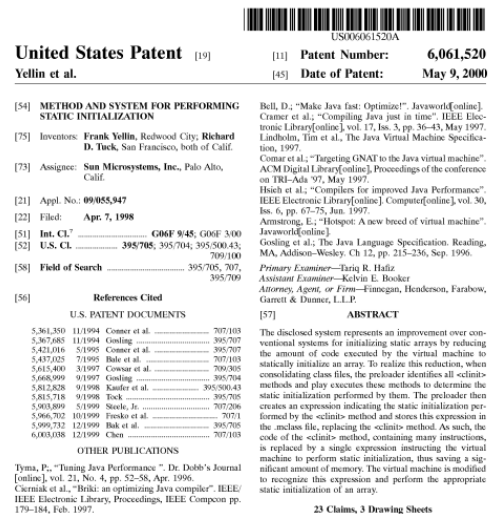 US006061520A
United States Patent [19]
Yellin et al.
[11] Patent Number: 6,061,520
[45] Date of Patent: May 9, 2000
[54] METHOD AND SYSTEM FOR PERFORMING
STATIC INITIALIZATION
[75] Inventors: Frank Yellin, Redwood City; Richard
D. Tuck, San Francisco, both of Calif.
[73] Assignee: Sun Microsystems, Inc., Palo Alto,
Calif.
[21] Appl. No.: 09/055,947
[22] Filed: Apr. 7, 1998
[51] Int. Cl.7 ............................. G06F 9/45; G06F 3/00
[52] U.S. Cl. .................. 395/705; 395/704; 395/500.43;
709/100
[58] Field of Search ............................. 395/705, 707,
395/709
[56] References Cited
U.S. PATENT DOCUMENTS
5,361,350 11/1994 Conner et al. ..................... 707/103
5,367,685 11/1994 Gosling ............................ 395/707
5,421,016 5/1995 Conner et al. ..................... 395/707
5,437,025 7/1995 Bale et al. ........................ 707/103
5,615,400 3/1997 Cowsar et al. .................... 709/305
5,668,999 9/1997 Gosling ............................ 395/704
5,812,828 9/1998 Kaufer et al. .................. 395/500.43
5,815,718 9/1998 Tock ............................... 395/705
5,903,899 5/1999 Steele, Jr. ........................ 707/206
5,966,702 10/1999 Fresko et al. ...................... 707/1
5,999,732 12/1999 Bak et al. ......................... 395/705
6,003,038 12/1999 Chen ............................... 707/103
OTHER PUBLICATIONS
Tyma, P;, "Tuning Java Performance ". Dr. Dobb's Journal
[online], vol. 21, No. 4, pp. 52–58, Apr. 1996.
Cierniak et al., "Briki: an optimizing Java compiler". IEEE/
IEEE Electronic Library, Proceedings, IEEE Compcon pp.
179–184, Feb. 1997.
Bell, D.; "Make Java fast: Optimize!". Javaworld[online].
Cramer et al.; "Compiling Java just in time". IEEE Elec-
tronic Library[online], vol. 17, Iss. 3, pp. 36–43, May 1997.
Lindholm, Tim et al., The Java Virtual Machine Specifica-
tion, 1997.
Comar et al.; "Targeting GNAT to the Java virtual machine".
ACM Digital Library[online], Proceedings of the conference
on TRI–Ada '97, May 1997.
Hsieh et al.; "Compilers for improved Java Performance".
IEEE Electronic Library[online]. Computer[online], vol. 30,
Iss. 6, pp. 67–75, Jun. 1997.
Armstrong, E.; "Hotspot: A new breed of virtual machine".
Javaworld[online].
Gosling et al.; The Java Language Specification. Reading,
MA, Addison–Wesley. Ch 12, pp. 215–236, Sep. 1996.
Primary Examiner—Tariq R. Hafiz
Assistant Examiner—Kelvin E. Booker
Attorney, Agent, or Firm—Finnegan, Henderson, Farabow,
Garrett & Dunner, L.L.P.
[57] ABSTRACT
The disclosed system represents an improvement over con-
ventional systems for initializing static arrays by reducing
the amount of code executed by the virtual machine to
statically initialize an array. To realize this reduction, when
consolidating class files, the preloader identifies all <clinit>
methods and play executes these methods to determine the
static initialization performed by them. The preloader then
creates an expression indicating the static initialization per-
formed by the <clinit> method and stores this expression in
the .mclass file, replacing the <clinit> method. As such, the
code of the <clinit> method, containing many instructions,
is replaced by a single expression instructing the virtual
machine to perform static initialization, thus saving a sig-
nificant amount of memory. The virtual machine is modified
to recognize this expression and perform the appropriate
static initialization of an array.
23 Claims, 3 Drawing Sheets